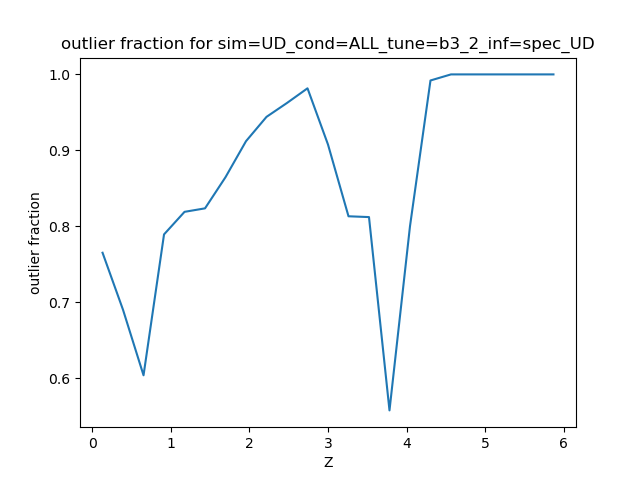 outlier fraction for sim=UD_cond=ALL_tune=b3_2_inf=spec_UD
1.0
0.9
0.8
0.7
0.6
outlier fraction
0 1 2 3 4 5 6
Z